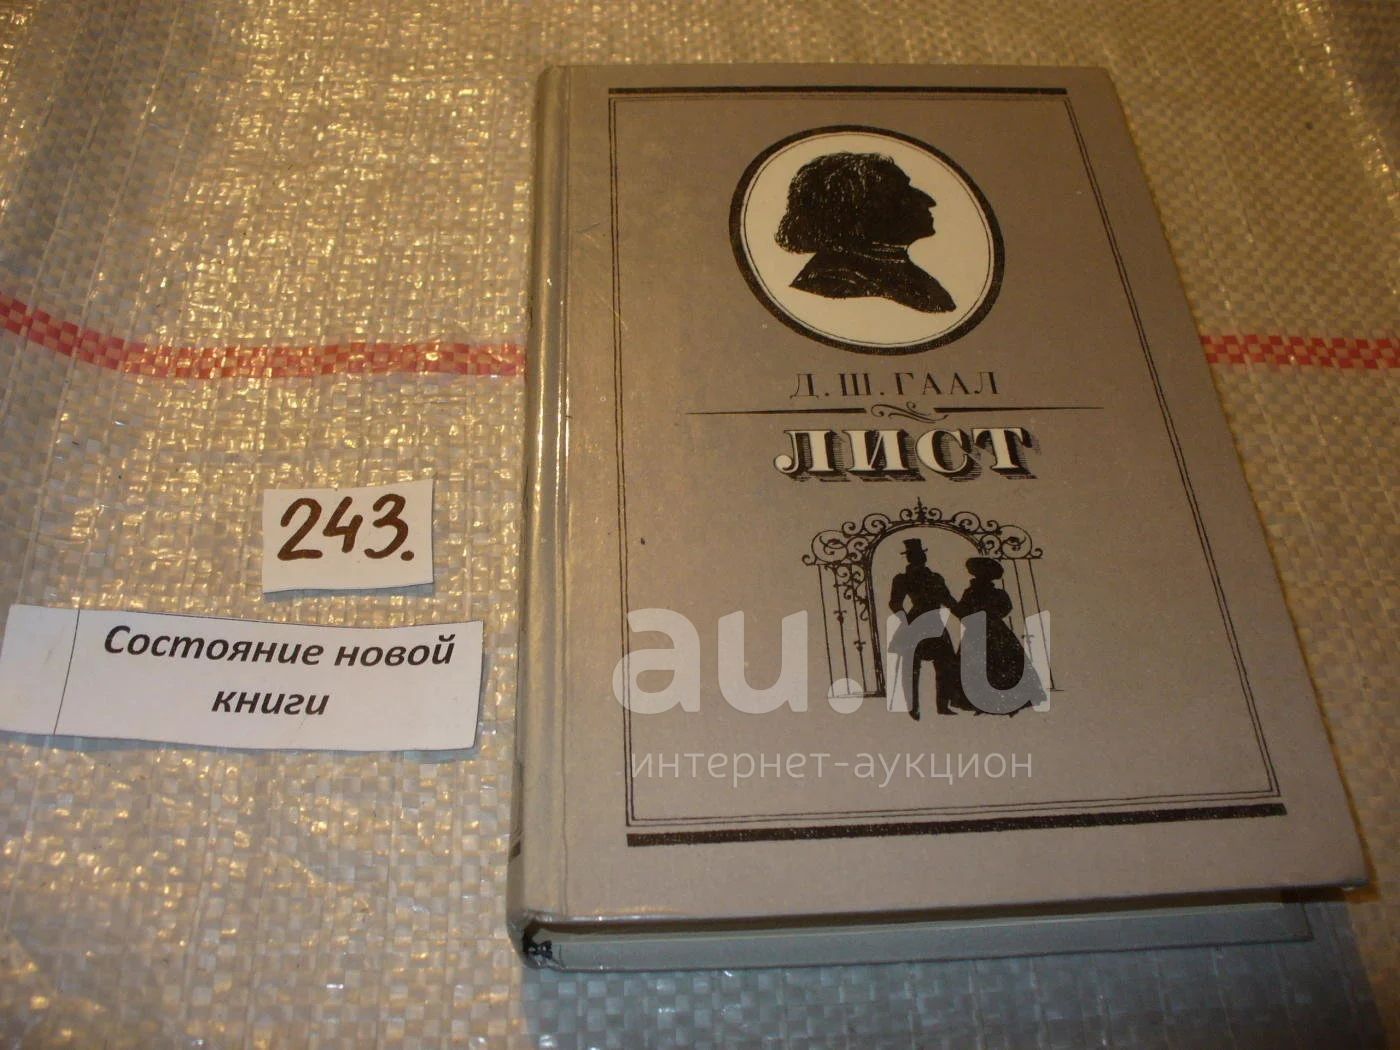 Д. Ш. ГААЛ
ЛИСТ
243.
Состояние новой
книги
au.ru
интернет-аукцион